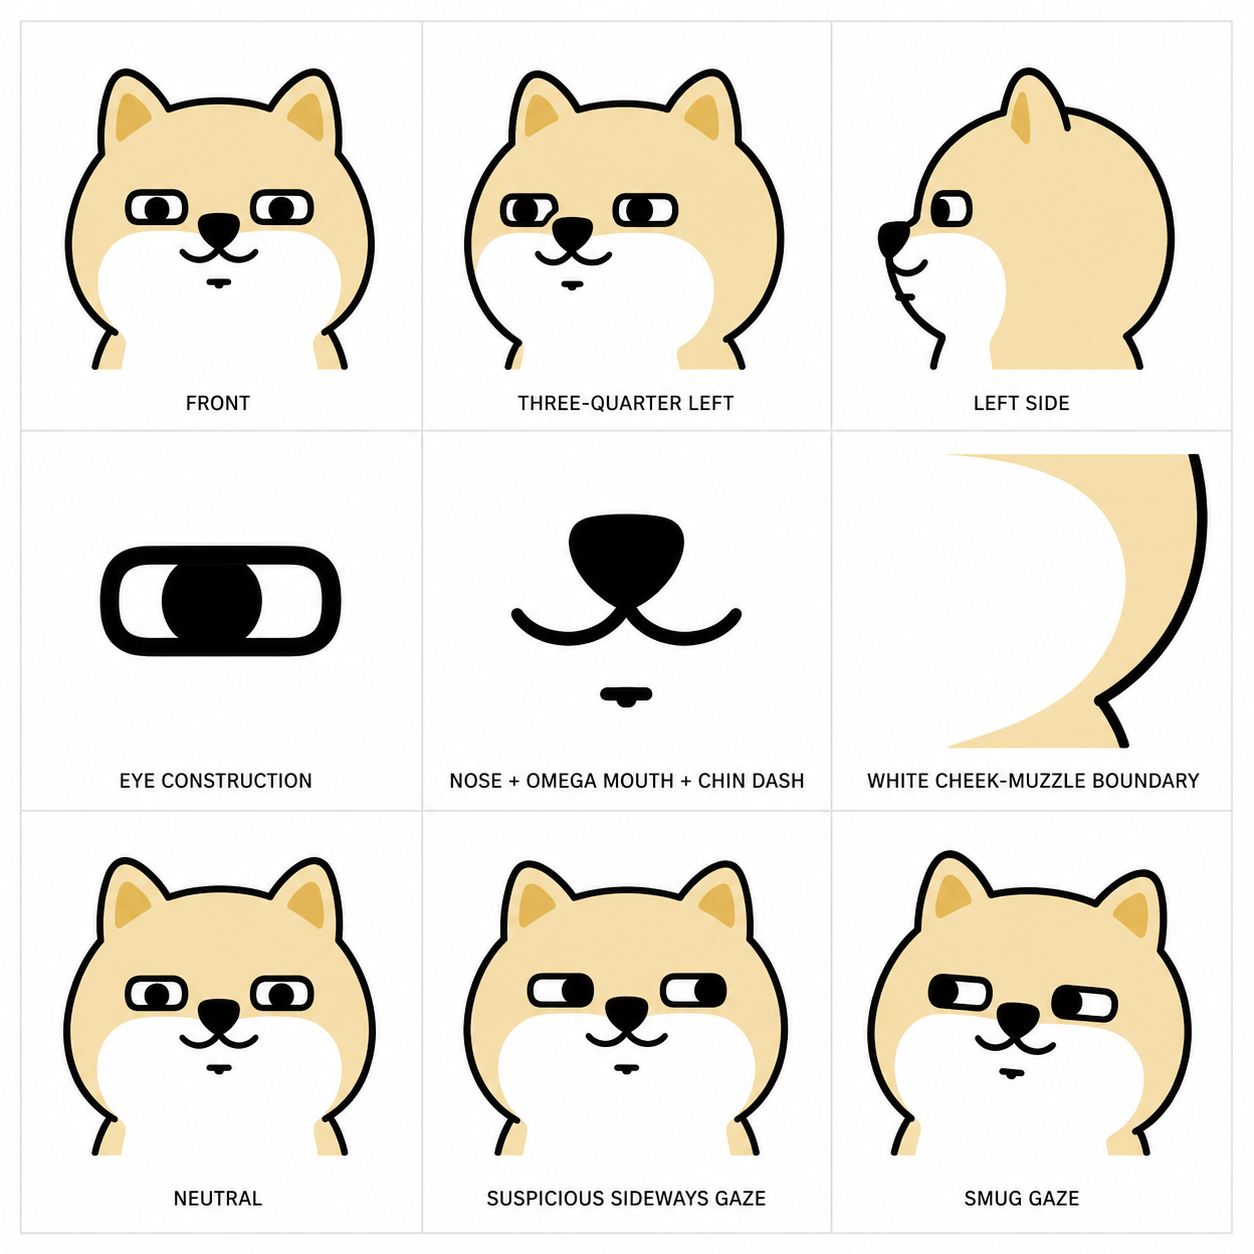 FRONT
THREE-QUARTER LEFT
LEFT SIDE
EYE CONSTRUCTION
NOSE + OMEGA MOUTH + CHIN DASH
WHITE CHEEK-MUZZLE BOUNDARY
NEUTRAL
SUSPICIOUS SIDEWAYS GAZE
SMUG GAZE